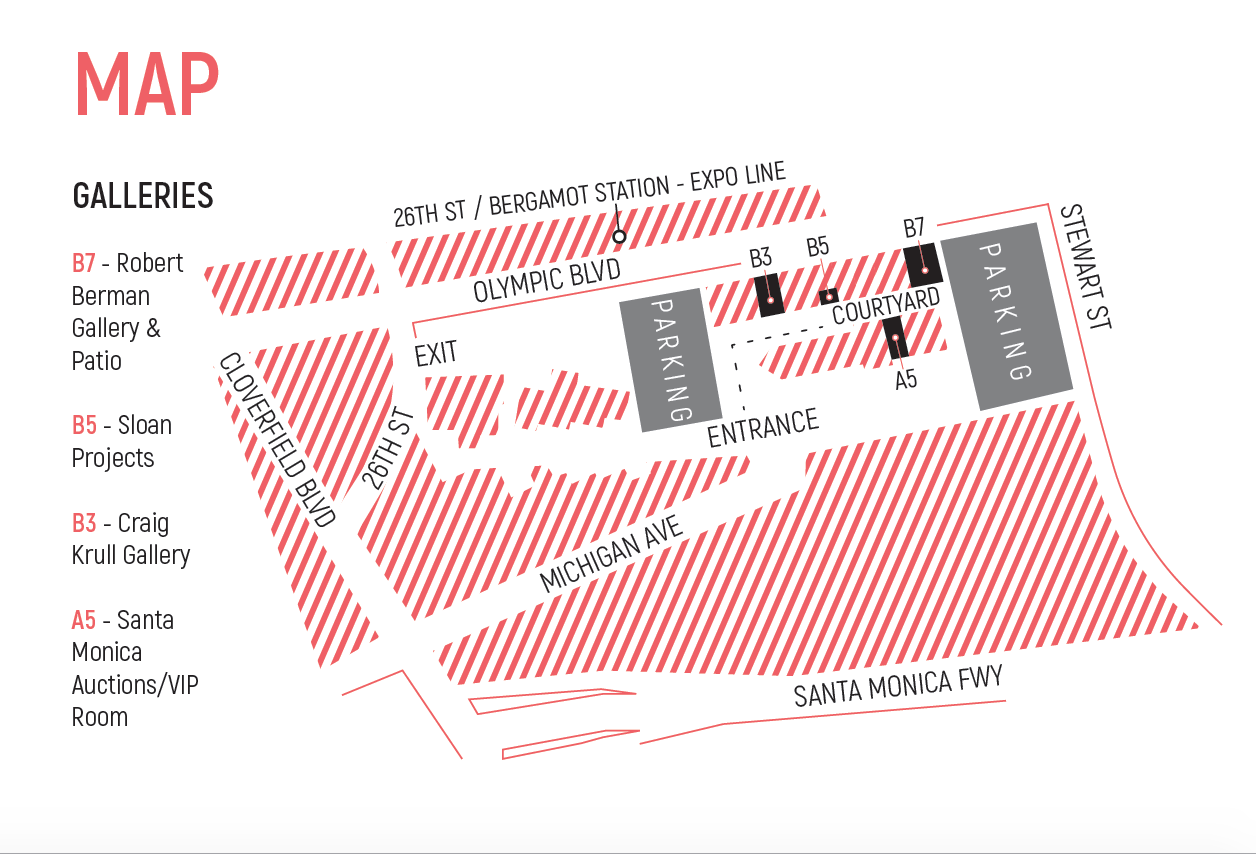 MAP
GALLERIES
B7 - Robert
Berman
Gallery &
Patio
B5 - Sloan
Projects
B3 - Craig
Krull Gallery
A5 - Santa
Monica
Auctions/VIP
Room
26TH ST / BERGAMOT STATION - EXPO LINE
OLYMPIC BLVD
B3
B5
B7
STEWART ST
PARKING
COURTYARD
PARKING
EXIT
A5
ENTRANCE
CLOVERFIELD BLVD
26TH ST
MICHIGAN AVE
SANTA MONICA FWY